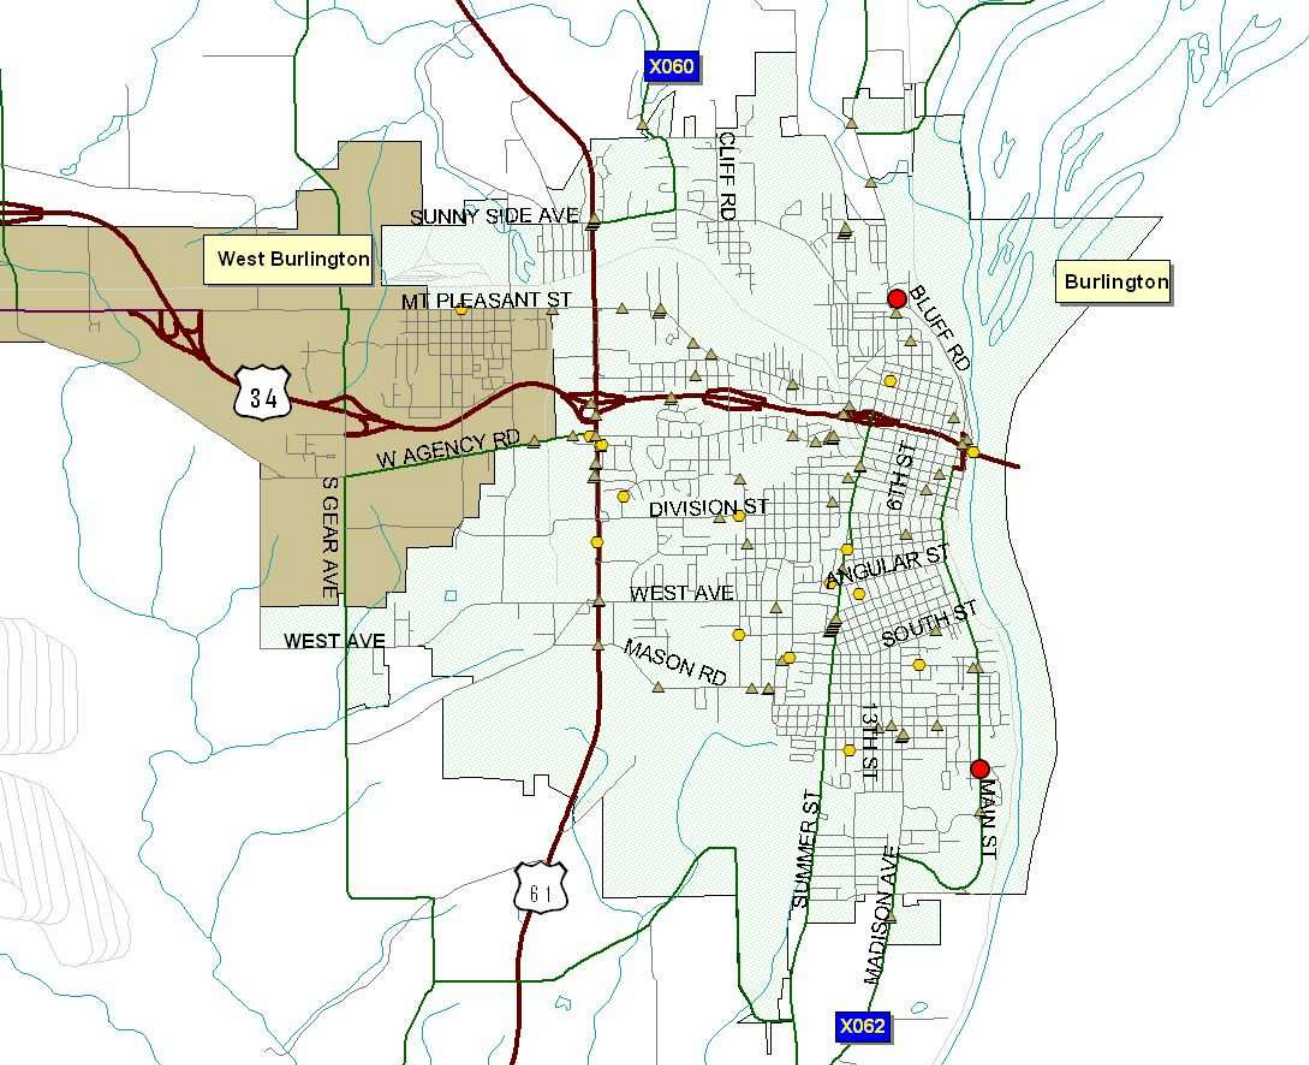 X060
CLIFF RD
SUNNY SIDE AVE
West Burlington
Burlington
MT PLEASANT ST
BLUFF RD
34
W AGENCY RD
6TH ST
S GEAR AVE
DIVISION ST
ANGULAR ST
WEST AVE
SOUTH ST
WEST AVE
MASON RD
13TH ST
MAIN ST
SUMMER ST
61
MADISON AVE
X062